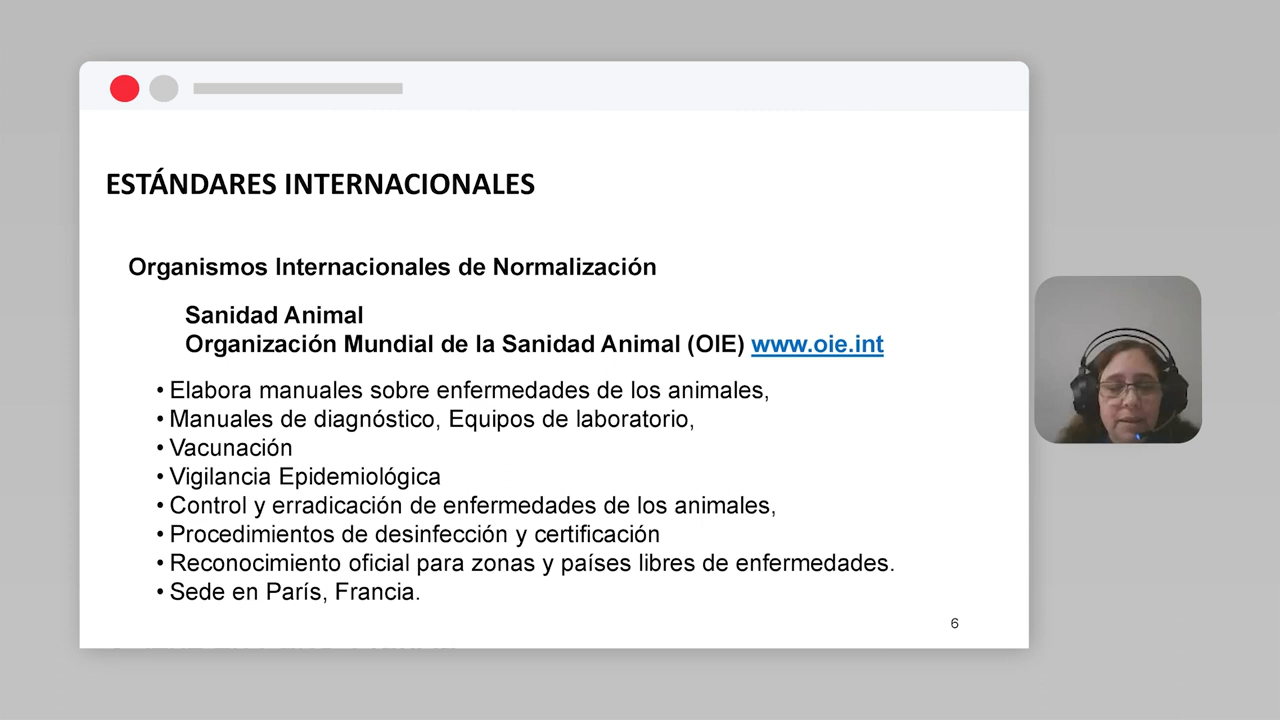 ESTÁNDARES INTERNACIONALES
Organismos Internacionales de Normalización
Sanidad Animal
Organización Mundial de la Sanidad Animal (OIE) www.oie.int
• Elabora manuales sobre enfermedades de los animales,
• Manuales de diagnóstico, Equipos de laboratorio,
• Vacunación
• Vigilancia Epidemiológica
• Control y erradicación de enfermedades de los animales,
• Procedimientos de desinfección y certificación
• Reconocimiento oficial para zonas y países libres de enfermedades.
• Sede en París, Francia.
6